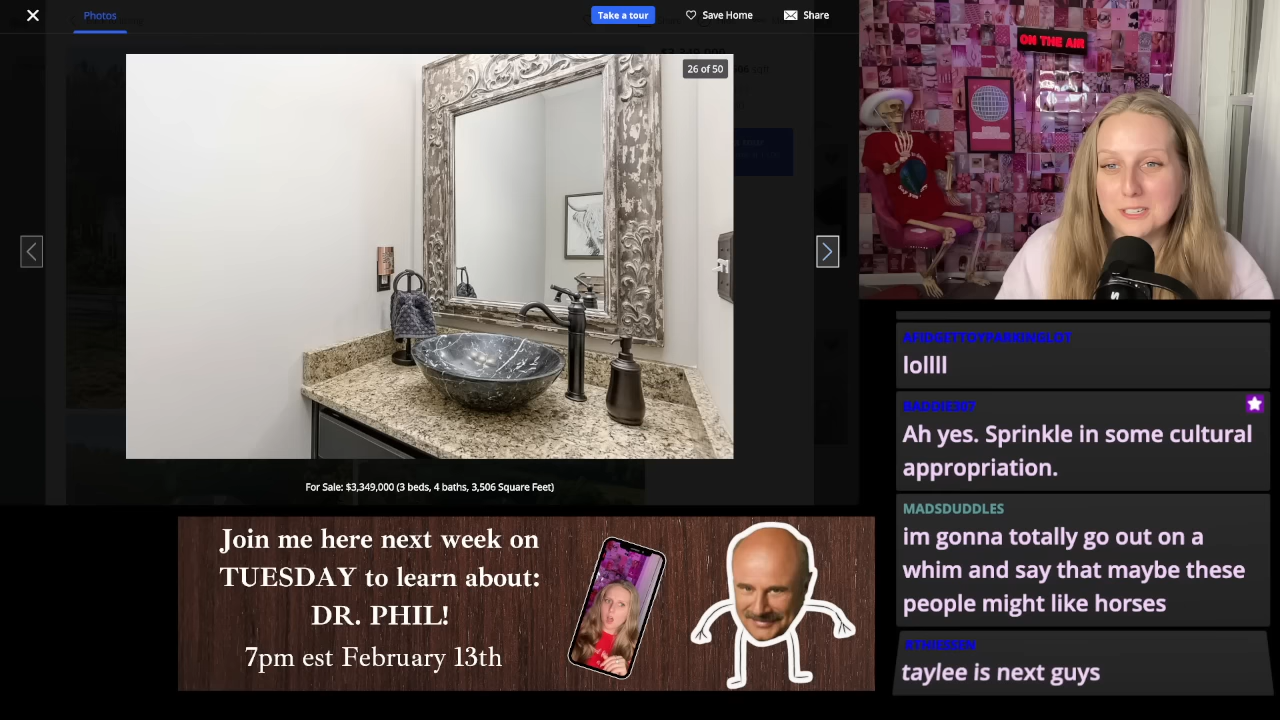 Photos
Take a tour
Save Home
Share
26 of 50
ON THE AIR
For Sale: $3,349,000 (3 beds, 4 baths, 3,506 Square Feet)
AFIDGETTOYPARKINGLOT
lollll
BADDIE507
Ah yes. Sprinkle in some cultural
appropriation.
MADSDUDDLES
im gonna totally go out on a
whim and say that maybe these
people might like horses
RTHIESSEN
taylee is next guys
Join me here next week on
TUESDAY to learn about:
DR. PHIL!
7pm est February 13th